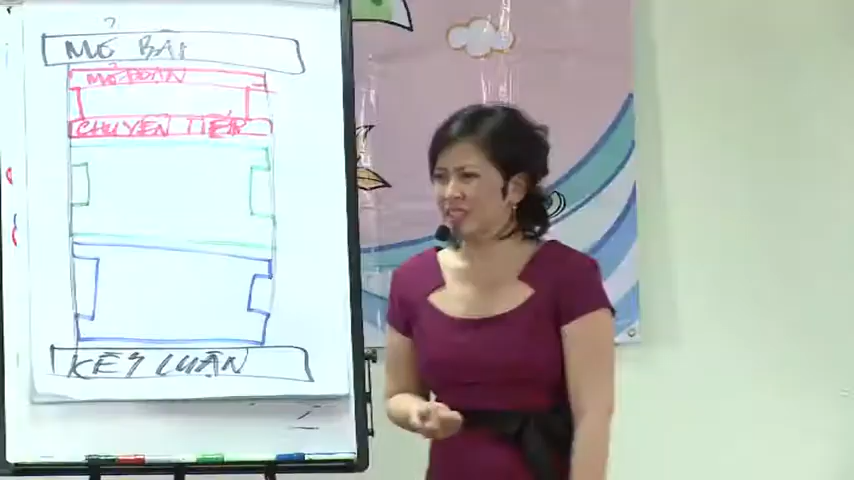 MỞ BÀI
MỞ ĐOẠN
CHUYỂN TIẾP
KẾT LUẬN